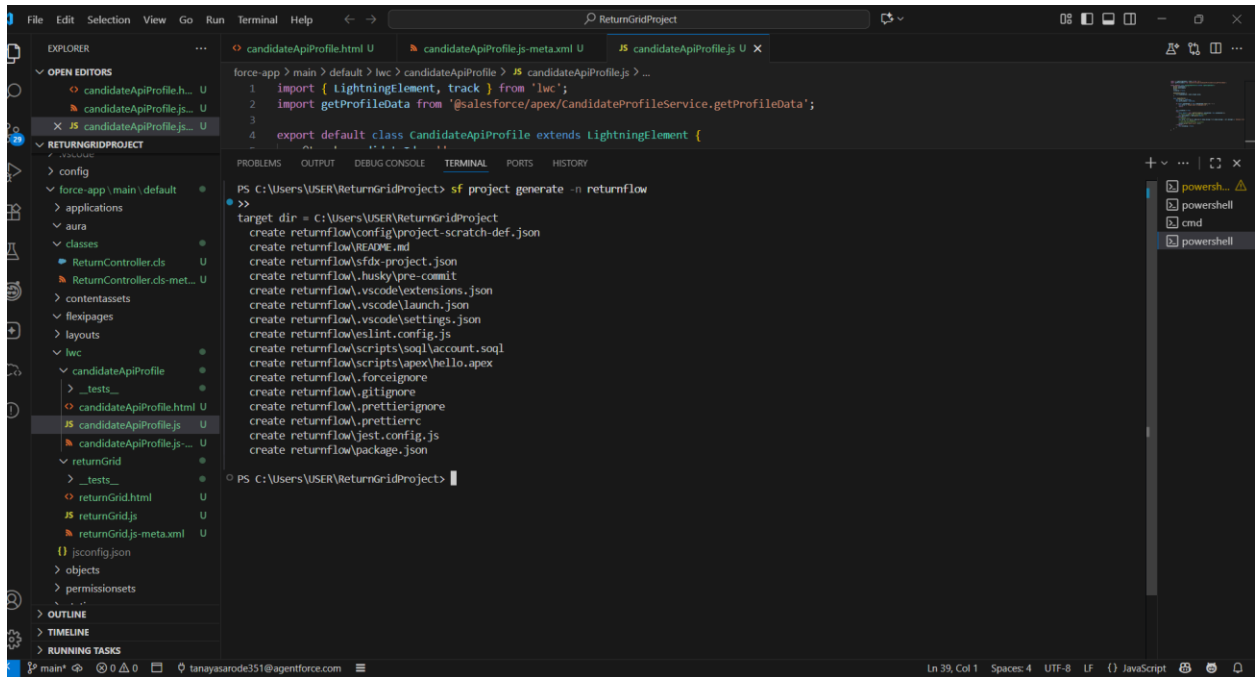 File Edit Selection View Go Run Terminal Help
ReturnGridProject
EXPLORER
OPEN EDITORS
candidateApiProfile.h... U
candidateApiProfile.js... U
JS candidateApiProfile.js... U
RETURNGRIDPROJECT
.vscode
config
force-app\main\default
applications
aura
classes
ReturnController.cls U
ReturnController.cls-met... U
contentassets
flexipages
layouts
lwc
candidateApiProfile
__tests__
candidateApiProfile.html U
JS candidateApiProfile.js U
candidateApiProfile.js-... U
returnGrid
__tests__
returnGrid.html U
JS returnGrid.js U
returnGrid.js-meta.xml U
{} jsconfig.json
objects
permissionsets
OUTLINE
TIMELINE
RUNNING TASKS
29
candidateApiProfile.html U candidateApiProfile.js-meta.xml U JS candidateApiProfile.js U
force-app > main > default > lwc > candidateApiProfile > JS candidateApiProfile.js > ...
1 import { LightningElement, track } from 'lwc';
2 import getProfileData from '@salesforce/apex/CandidateProfileService.getProfileData';
3
4 export default class CandidateApiProfile extends LightningElement {
PROBLEMS OUTPUT DEBUG CONSOLE TERMINAL PORTS HISTORY
PS C:\Users\USER\ReturnGridProject> sf project generate -n returnflow
>>
target dir = C:\Users\USER\ReturnGridProject
create returnflow\config\project-scratch-def.json
create returnflow\README.md
create returnflow\sfdx-project.json
create returnflow\.husky\pre-commit
create returnflow\.vscode\extensions.json
create returnflow\.vscode\launch.json
create returnflow\.vscode\settings.json
create returnflow\eslint.config.js
create returnflow\scripts\soql\account.soql
create returnflow\scripts\apex\hello.apex
create returnflow\.forceignore
create returnflow\.gitignore
create returnflow\.prettierignore
create returnflow\.prettierrc
create returnflow\jest.config.js
create returnflow\package.json
PS C:\Users\USER\ReturnGridProject>
powersh...
powershell
cmd
powershell
main* 0 0 tanayasarode351@agentforce.com
Ln 39, Col 1 Spaces: 4 UTF-8 LF {} JavaScript